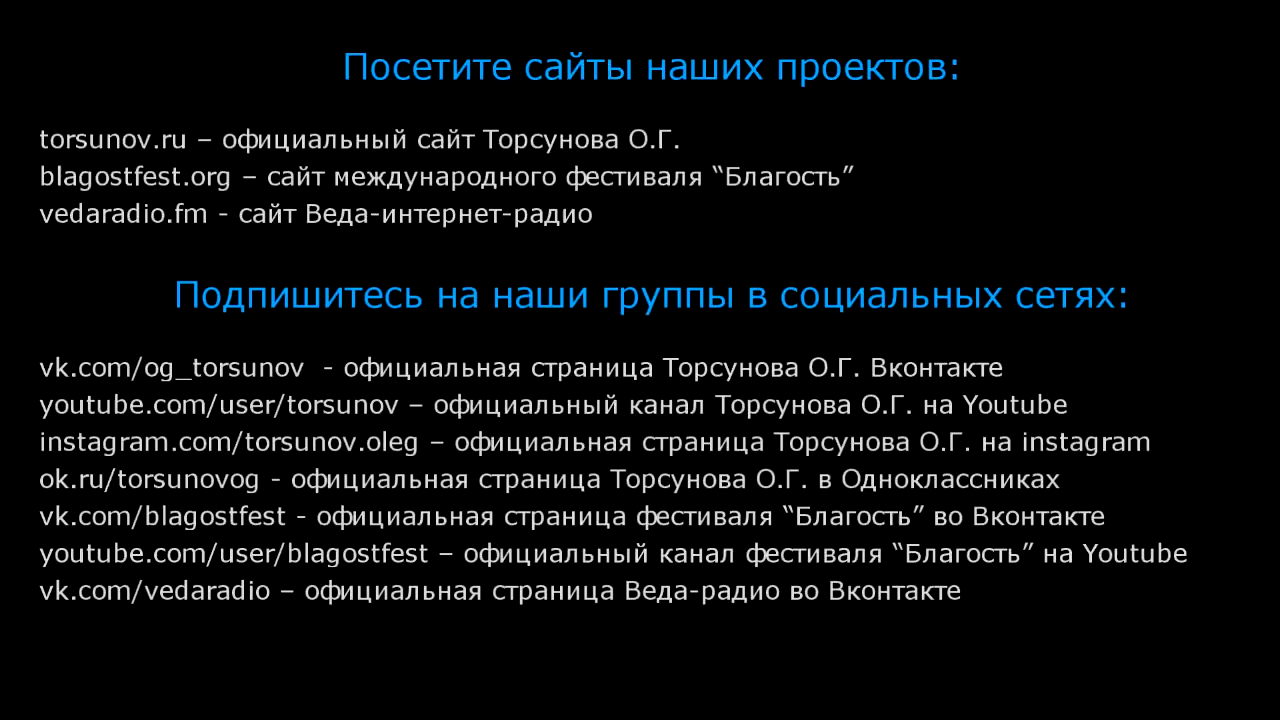 Посетите сайты наших проектов:
torsunov.ru – официальный сайт Торсунова О.Г.
blagostfest.org – сайт международного фестиваля “Благость”
vedaradio.fm - сайт Веда-интернет-радио
Подпишитесь на наши группы в социальных сетях:
vk.com/og_torsunov  - официальная страница Торсунова О.Г. Вконтакте
youtube.com/user/torsunov – официальный канал Торсунова О.Г. на Youtube
instagram.com/torsunov.oleg – официальная страница Торсунова О.Г. на instagram
ok.ru/torsunovog - официальная страница Торсунова О.Г. в Одноклассниках
vk.com/blagostfest - официальная страница фестиваля “Благость” во Вконтакте
youtube.com/user/blagostfest – официальный канал фестиваля “Благость” на Youtube
vk.com/vedaradio – официальная страница Веда-радио во Вконтакте